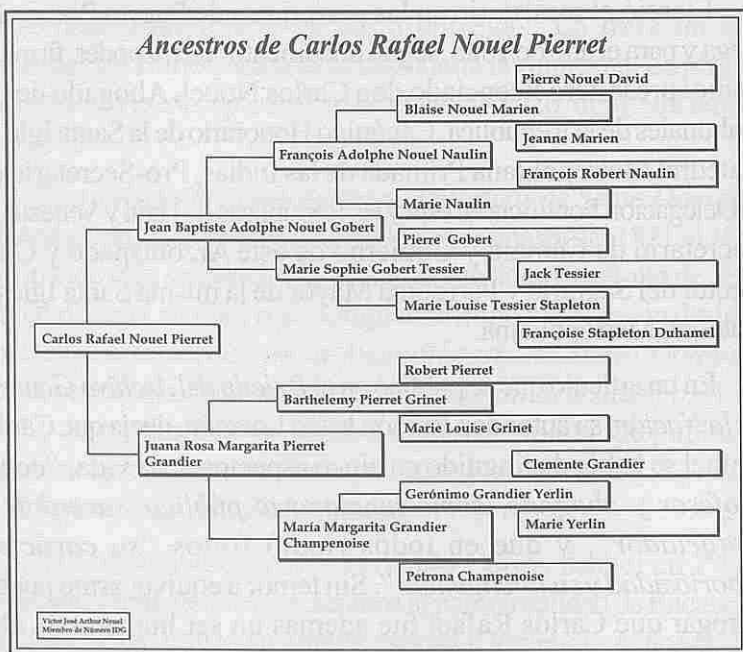 Ancestros de Carlos Rafael Nouel Pierret
Pierre Nouel David
Blaise Nouel Marien
Jeanne Marien
François Adolphe Nouel Naulin
François Robert Naulin
Marie Naulin
Jean Baptiste Adolphe Nouel Gobert
Pierre Gobert
Marie Sophie Gobert Tessier
Jack Tessier
Marie Louise Tessier Stapleton
Françoise Stapleton Duhamel
Carlos Rafael Nouel Pierret
Robert Pierret
Barthelemy Pierret Grinet
Marie Louise Grinet
Juana Rosa Margarita Pierret
Grandier
Clemente Grandier
Gerónimo Grandier Yerlin
Marie Yerlin
María Margarita Grandier
Champenoise
Petrona Champenoise
Víctor José Arthur Nouel
Miembro de Número IDG